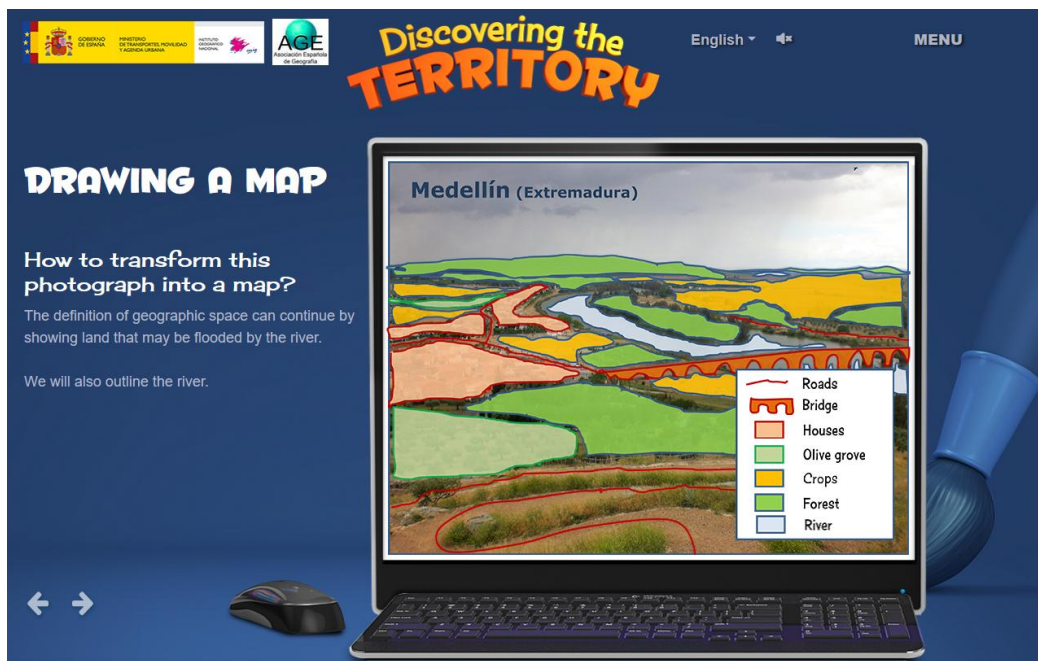 GOBIERNO
DE ESPAÑA
MINISTERIO
DE TRANSPORTES, MOVILIDAD
Y AGENDA URBANA
INSTITUTO
GEOGRÁFICO
NACIONAL
AGE
Asociación Española
de Geografía
Discovering the
TERRITORY
English
MENU
DRAWING A MAP
How to transform this
photograph into a map?
The definition of geographic space can continue by
showing land that may be flooded by the river.
We will also outline the river.
Medellín (Extremadura)
Roads
Bridge
Houses
Olive grove
Crops
Forest
River